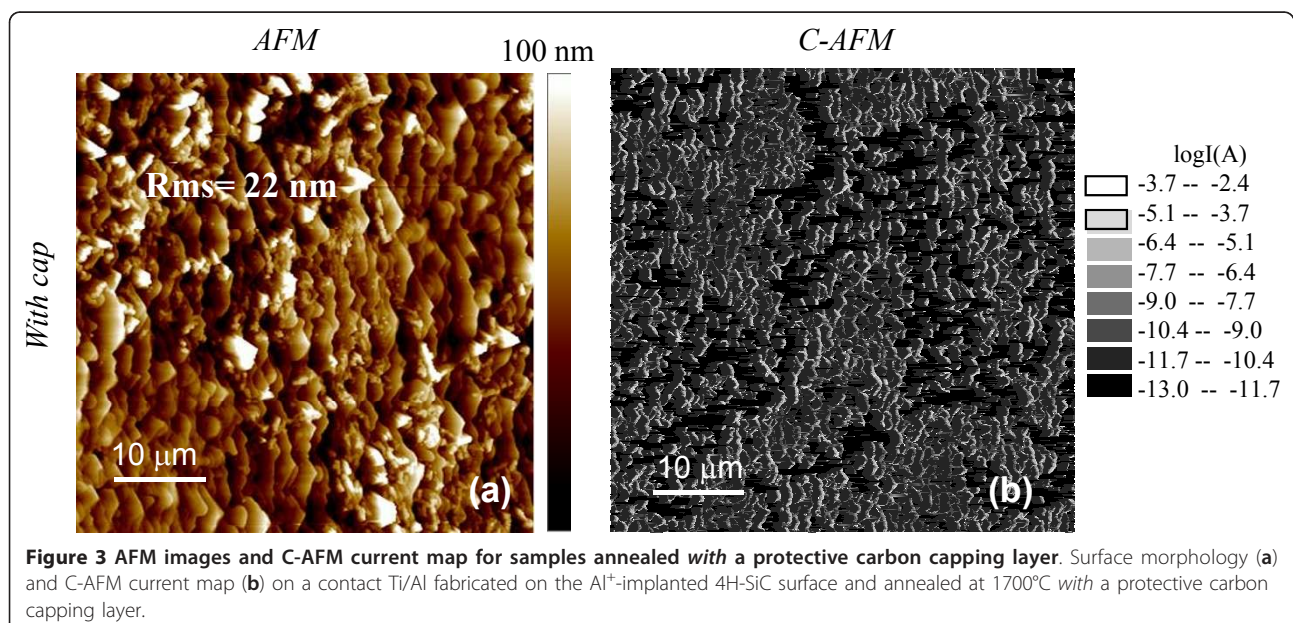 AFM
C-AFM
100 nm
With cap
Rms= 22 nm
10 μm
(a)
10 μm
(b)
logI(A)
-3.7 -- -2.4
-5.1 -- -3.7
-6.4 -- -5.1
-7.7 -- -6.4
-9.0 -- -7.7
-10.4 -- -9.0
-11.7 -- -10.4
-13.0 -- -11.7
Figure 3 AFM images and C-AFM current map for samples annealed with a protective carbon capping layer. Surface morphology (a)
and C-AFM current map (b) on a contact Ti/Al fabricated on the Al⁺-implanted 4H-SiC surface and annealed at 1700°C with a protective carbon
capping layer.